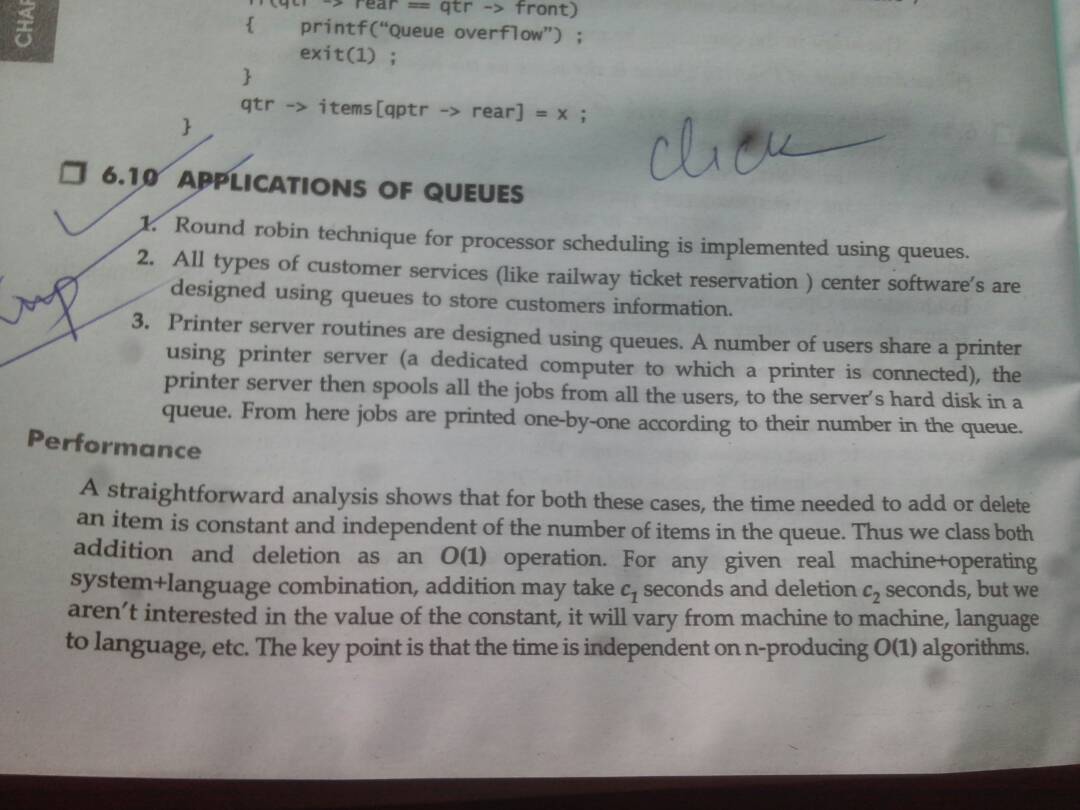 CHAP
rear == qtr -> front)
{ printf("Queue overflow") ;
exit(1) ;
}
qtr -> items[qptr -> rear] = x ;
}
click
6.10 APPLICATIONS OF QUEUES
1. Round robin technique for processor scheduling is implemented using queues.
2. All types of customer services (like railway ticket reservation ) center software's are
designed using queues to store customers information.
Imp
3. Printer server routines are designed using queues. A number of users share a printer
using printer server (a dedicated computer to which a printer is connected), the
printer server then spools all the jobs from all the users, to the server's hard disk in a
queue. From here jobs are printed one-by-one according to their number in the queue.
Performance
A straightforward analysis shows that for both these cases, the time needed to add or delete
an item is constant and independent of the number of items in the queue. Thus we class both
addition and deletion as an O(1) operation. For any given real machine+operating
system+language combination, addition may take c₁ seconds and deletion c₂ seconds, but we
aren't interested in the value of the constant, it will vary from machine to machine, language
to language, etc. The key point is that the time is independent on n-producing O(1) algorithms.